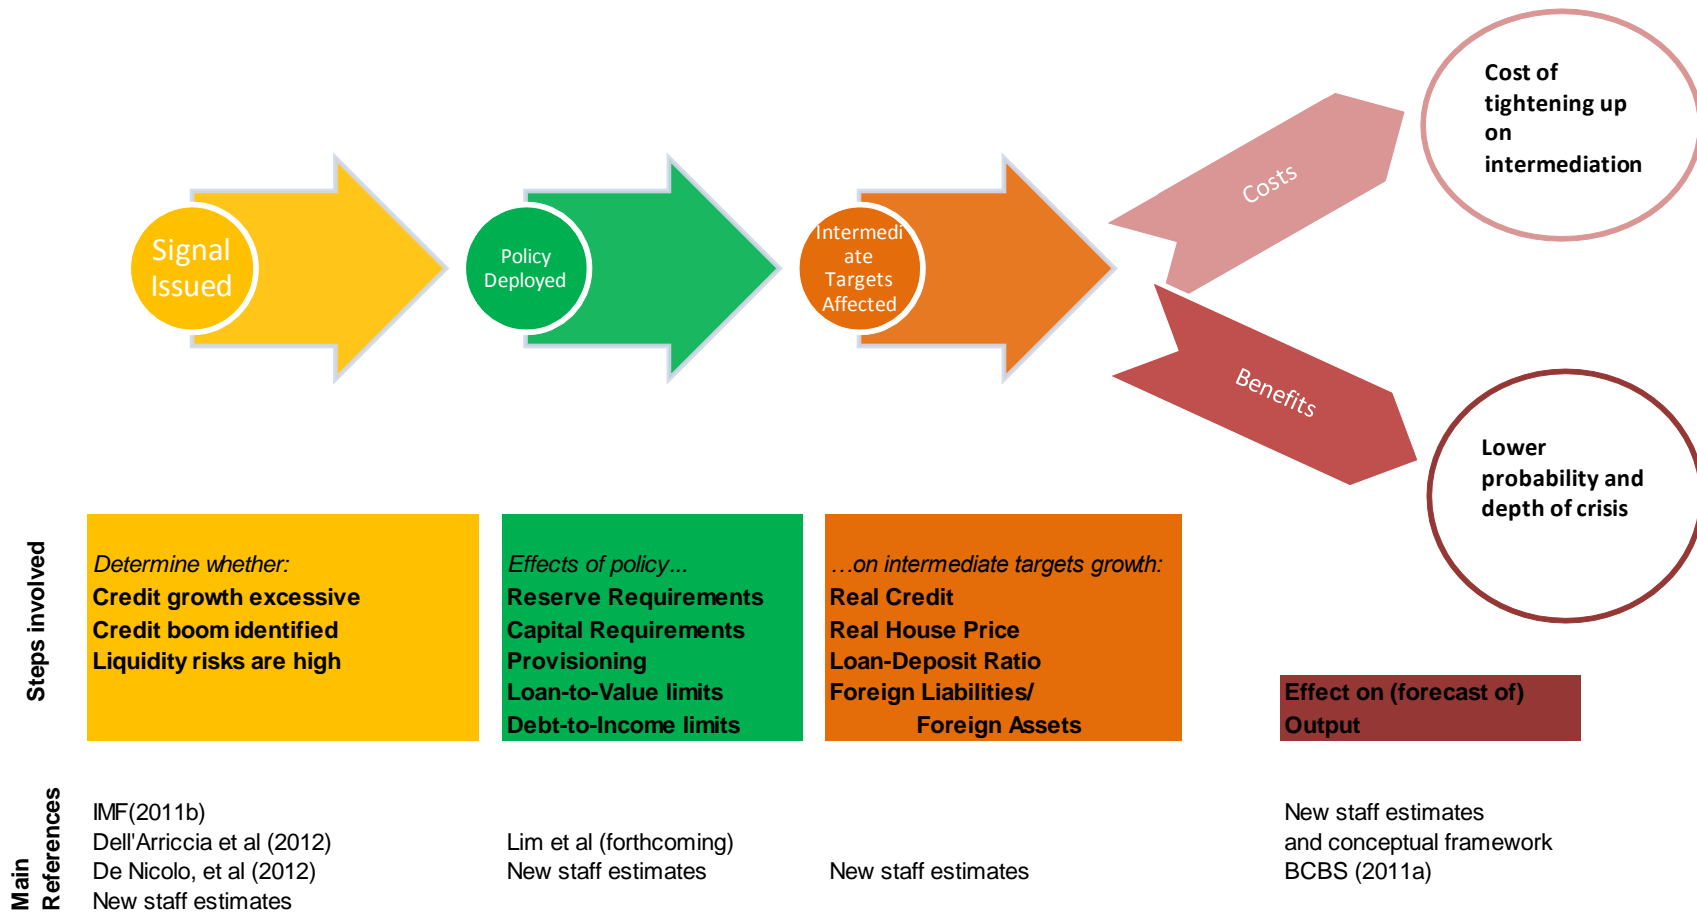 Cost of
tightening up
on
intermediation
Costs
Signal
Issued
Policy
Deployed
Intermedi
ate
Targets
Affected
Benefits
Lower
probability and
depth of crisis
Steps involved
Determine whether:
Credit growth excessive
Credit boom identified
Liquidity risks are high
Effects of policy...
Reserve Requirements
Capital Requirements
Provisioning
Loan-to-Value limits
Debt-to-Income limits
…on intermediate targets growth:
Real Credit
Real House Price
Loan-Deposit Ratio
Foreign Liabilities/
Foreign Assets
Effect on (forecast of)
Output
Main
References
IMF(2011b)
Dell'Arriccia et al (2012)
De Nicolo, et al (2012)
New staff estimates
Lim et al (forthcoming)
New staff estimates
New staff estimates
New staff estimates
and conceptual framework
BCBS (2011a)